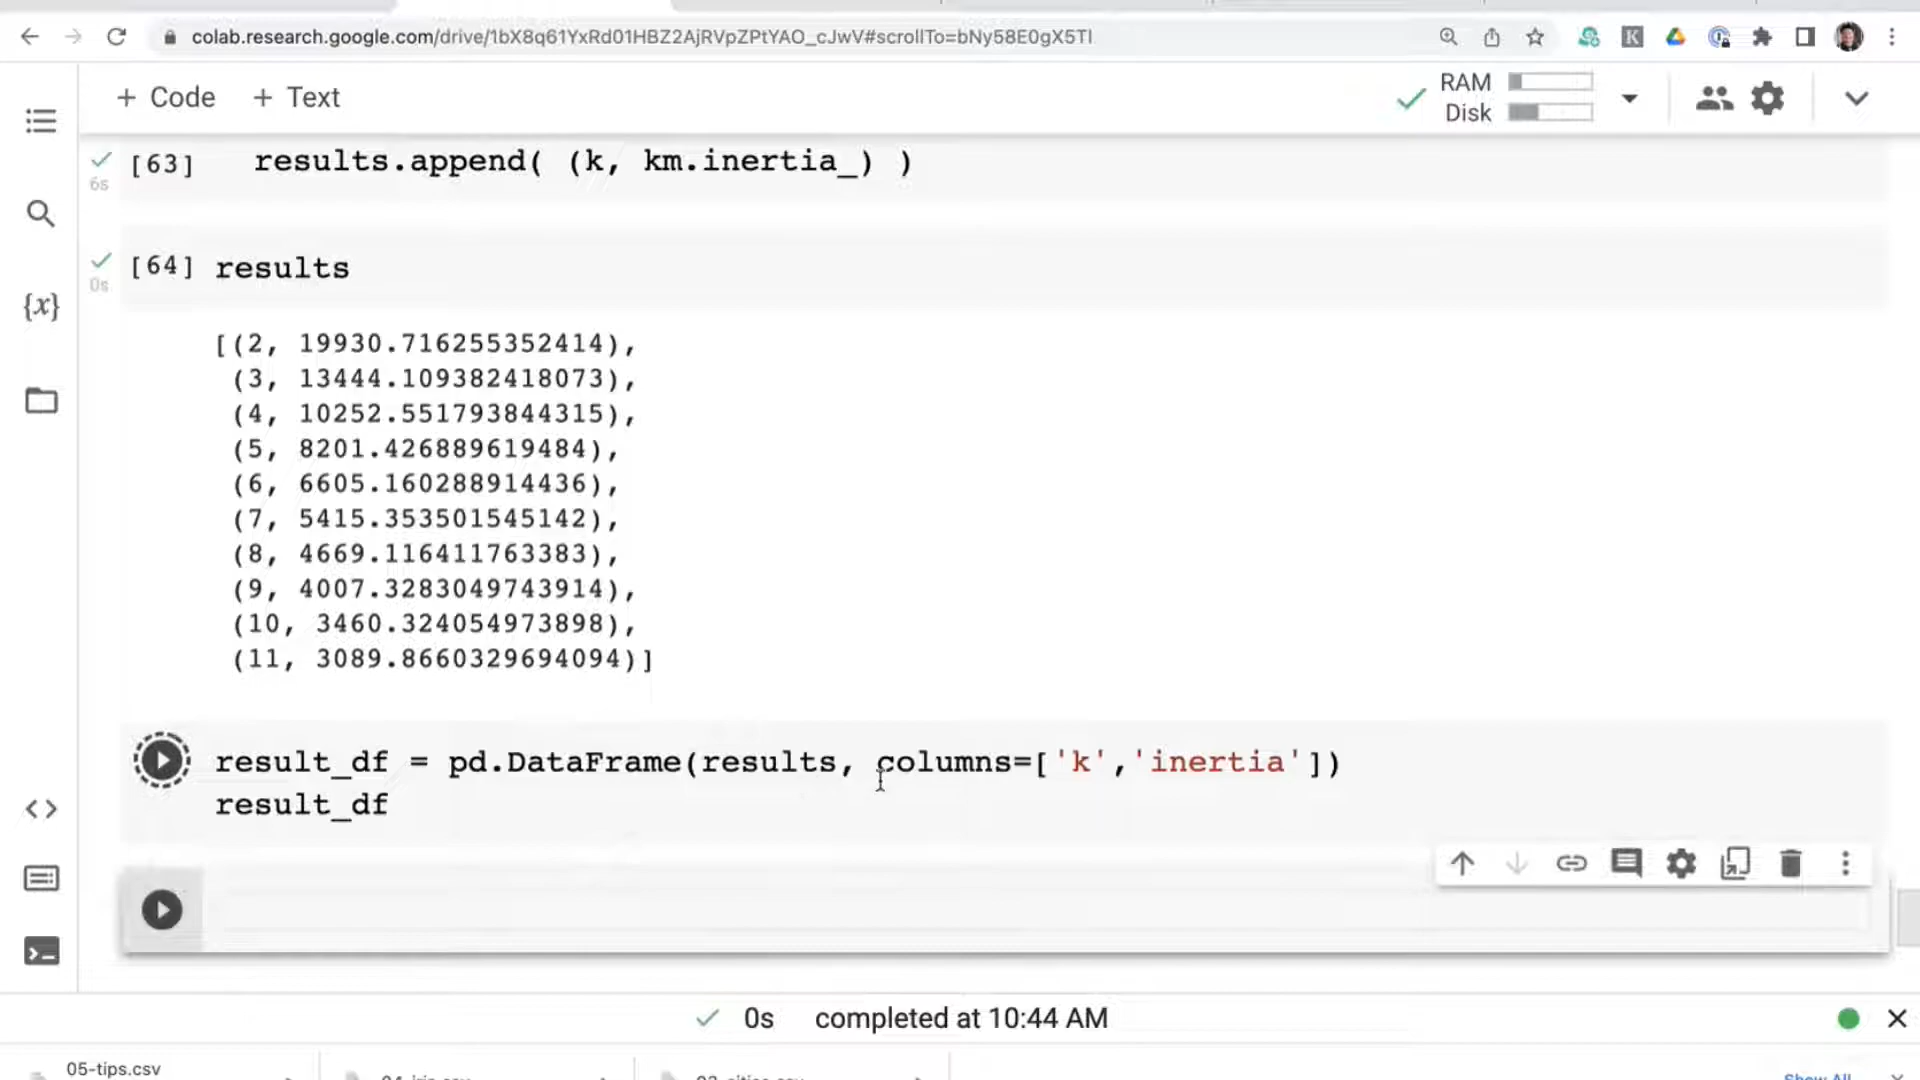 colab.research.google.com/drive/1bX8q61YxRd01HBZ2AjRVpZPtYAO_cJwV#scrollTo=bNy58E0gX5TI
+ Code + Text
RAM
Disk
[63] results.append( (k, km.inertia_) )
6s
[64] results
0s
[(2, 19930.716255352414),
(3, 13444.109382418073),
(4, 10252.551793844315),
(5, 8201.426889619484),
(6, 6605.160288914436),
(7, 5415.353501545142),
(8, 4669.116411763383),
(9, 4007.3283049743914),
(10, 3460.324054973898),
(11, 3089.8660329694094)]
result_df = pd.DataFrame(results, columns=['k','inertia'])
result_df
0s completed at 10:44 AM
05-tips.csv
Show All